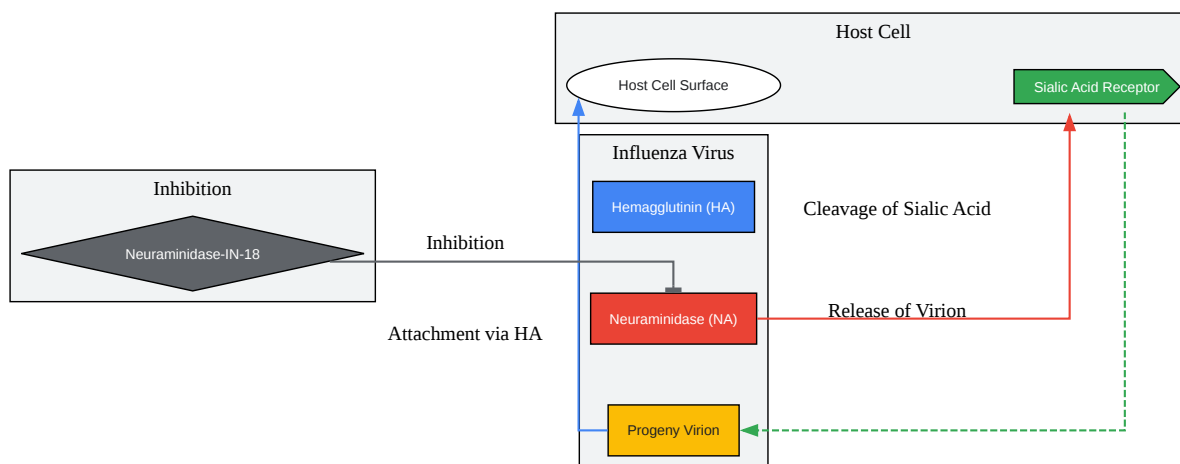 Host Cell
Host Cell Surface
Sialic Acid Receptor
Influenza Virus
Inhibition
Hemagglutinin (HA)
Cleavage of Sialic Acid
Neuraminidase-IN-18
Inhibition
Neuraminidase (NA)
Release of Virion
Attachment via HA
Progeny Virion